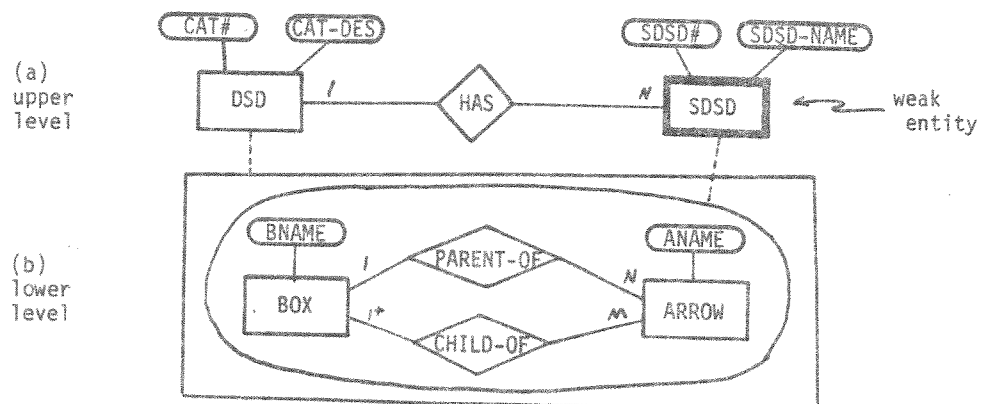 CAT#
CAT-DES
SDSD#
SDSD-NAME
(a)
upper
level
DSD
1
HAS
N
SDSD
weak
entity
BNAME
ANAME
(b)
lower
level
BOX
1
PARENT-OF
N
ARROW
1+
CHILD-OF
M